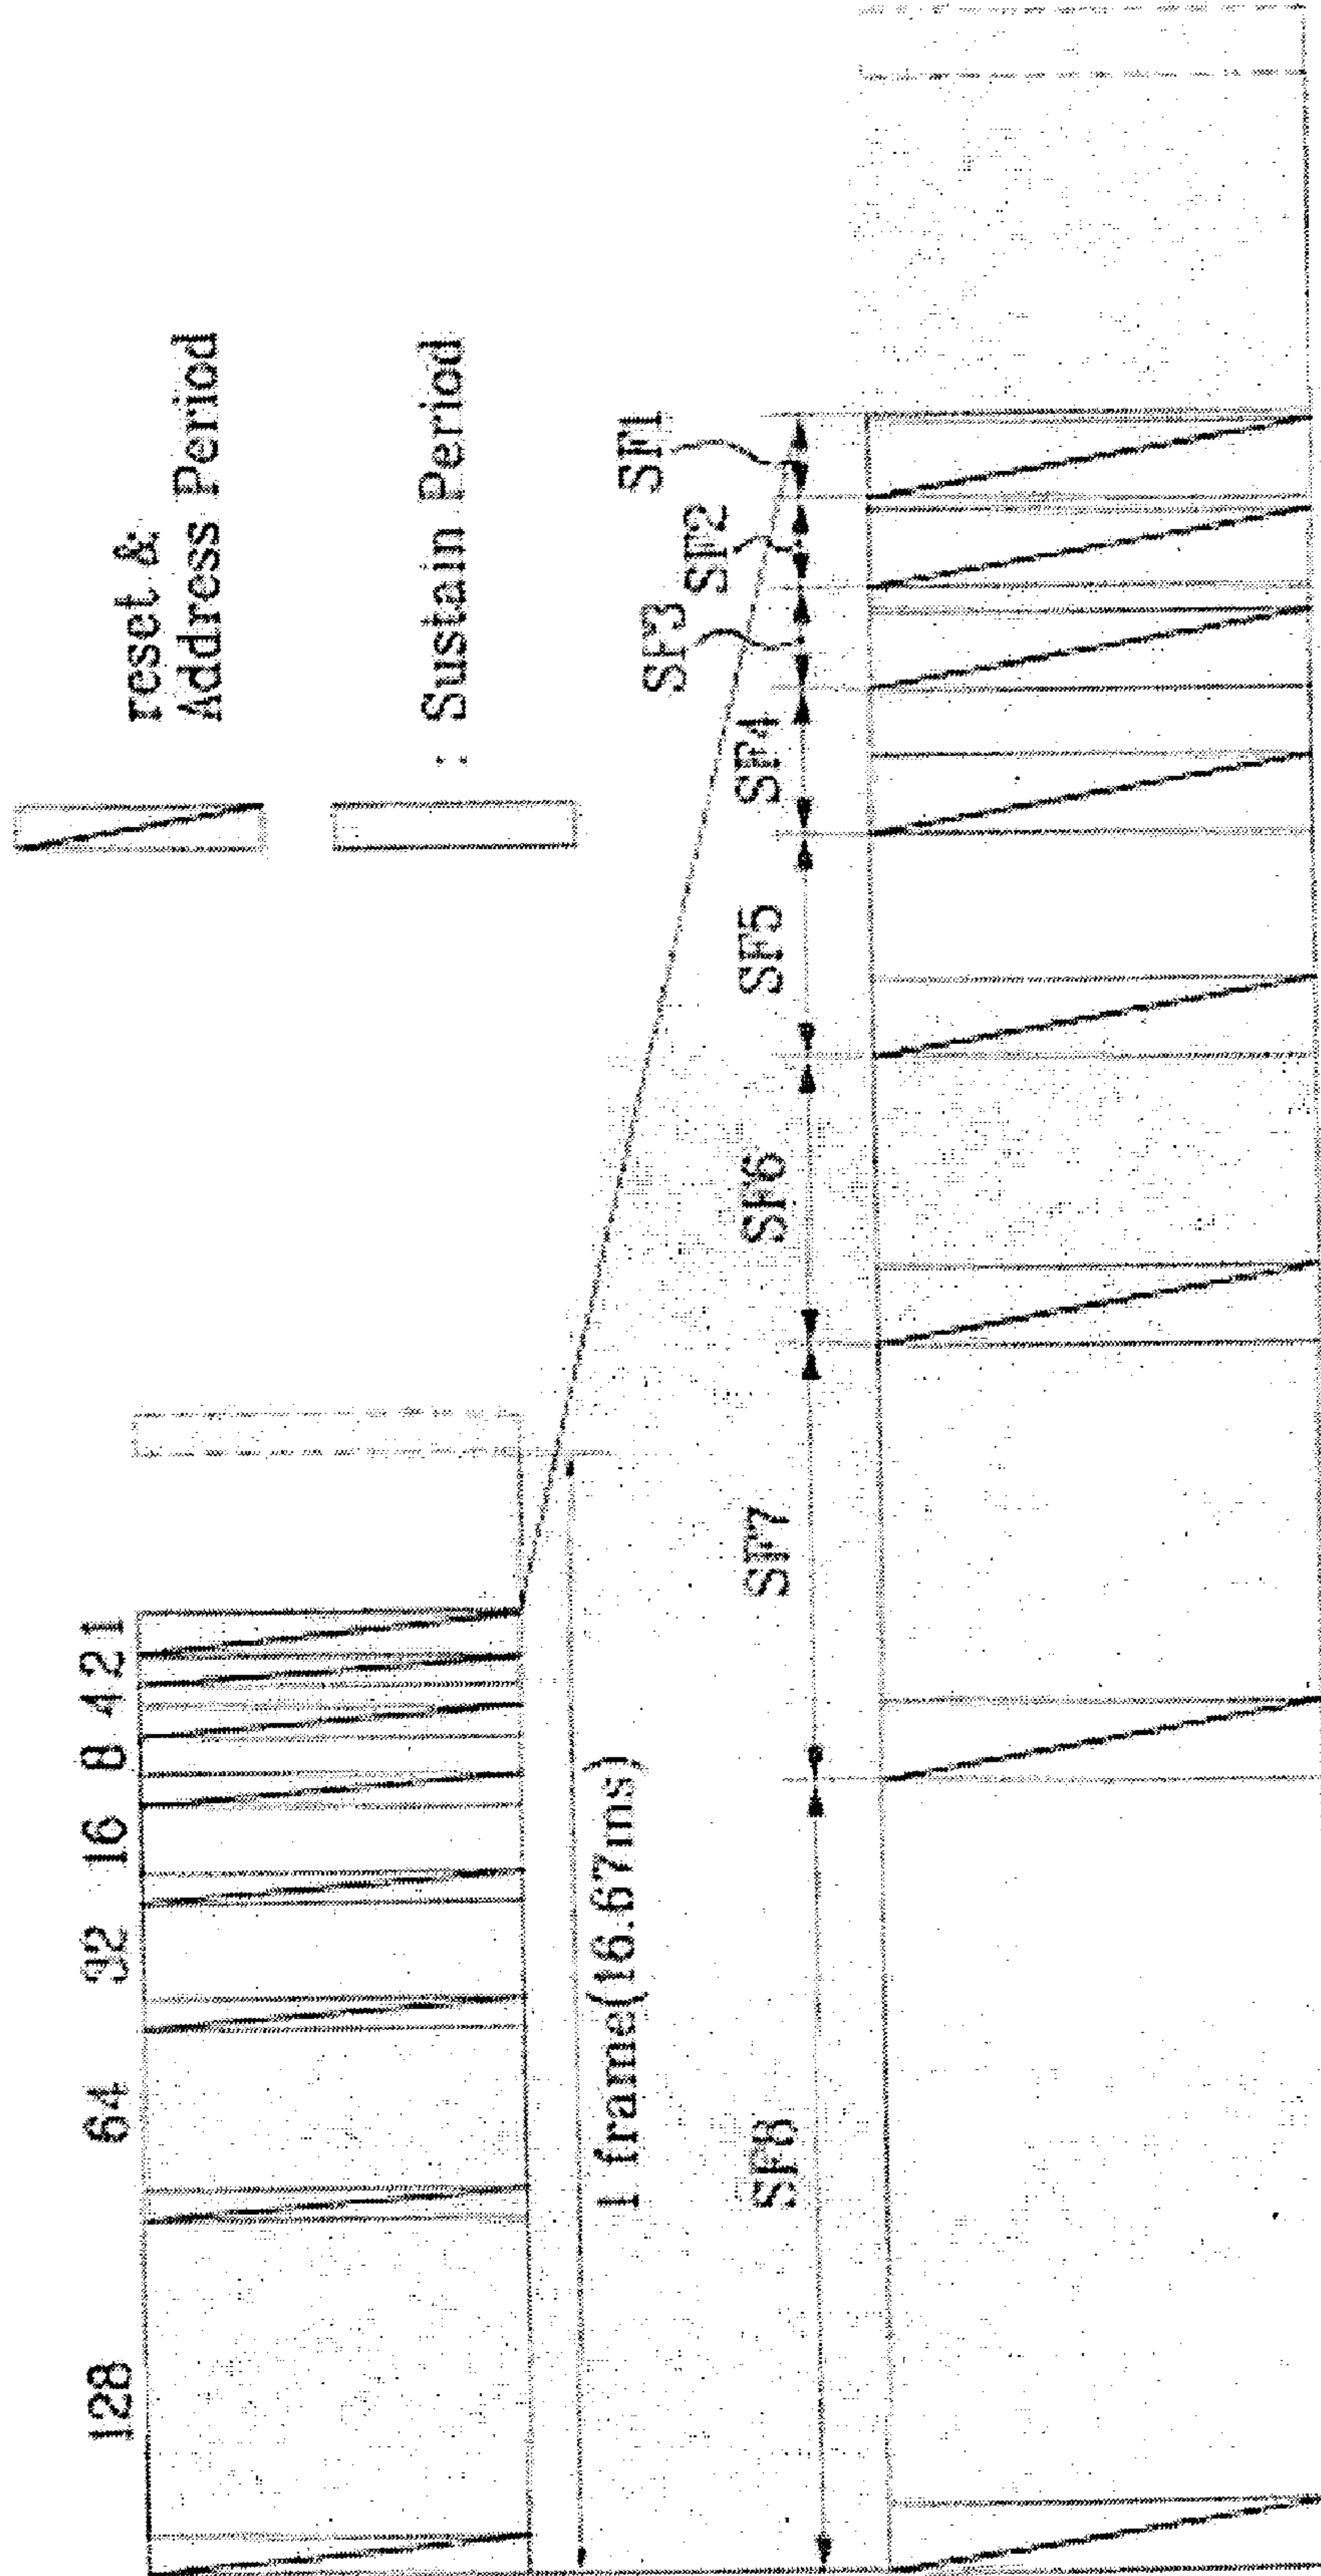 128 64 32 16 8 4 2 1
1 frame(16.67ms)
reset &
Address Period
: Sustain Period
SF8 SF7 SF6 SF5 SF4 SF3 SF2 SF1